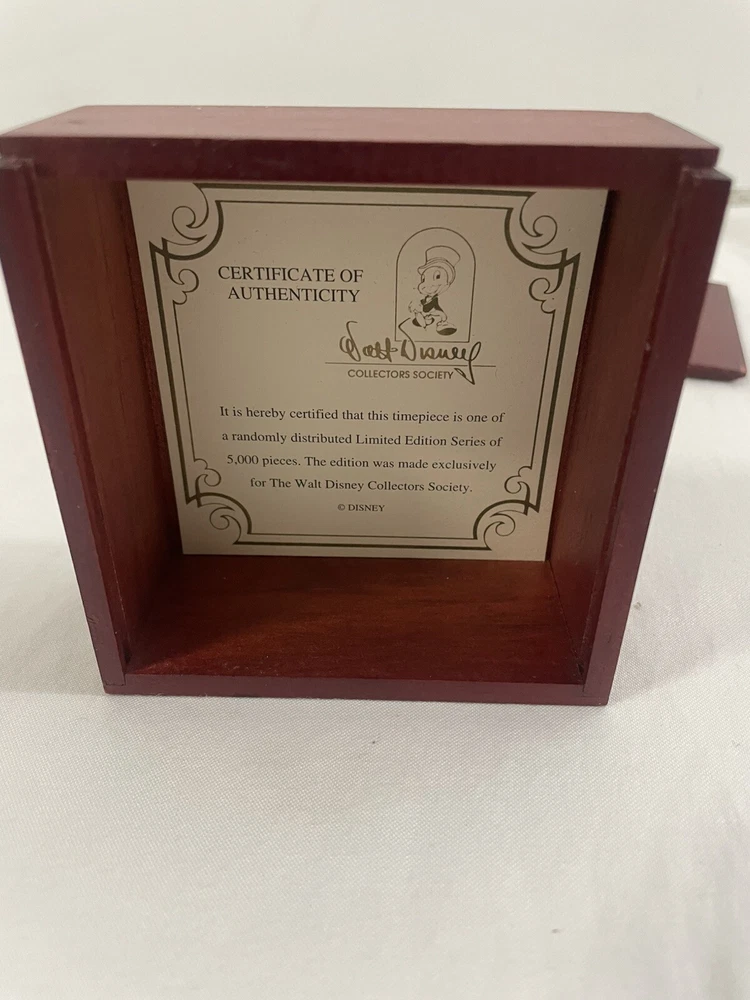 CERTIFICATE OF
AUTHENTICITY
Walt Disney
COLLECTORS SOCIETY
It is hereby certified that this timepiece is one of
a randomly distributed Limited Edition Series of
5,000 pieces. The edition was made exclusively
for The Walt Disney Collectors Society.
© DISNEY